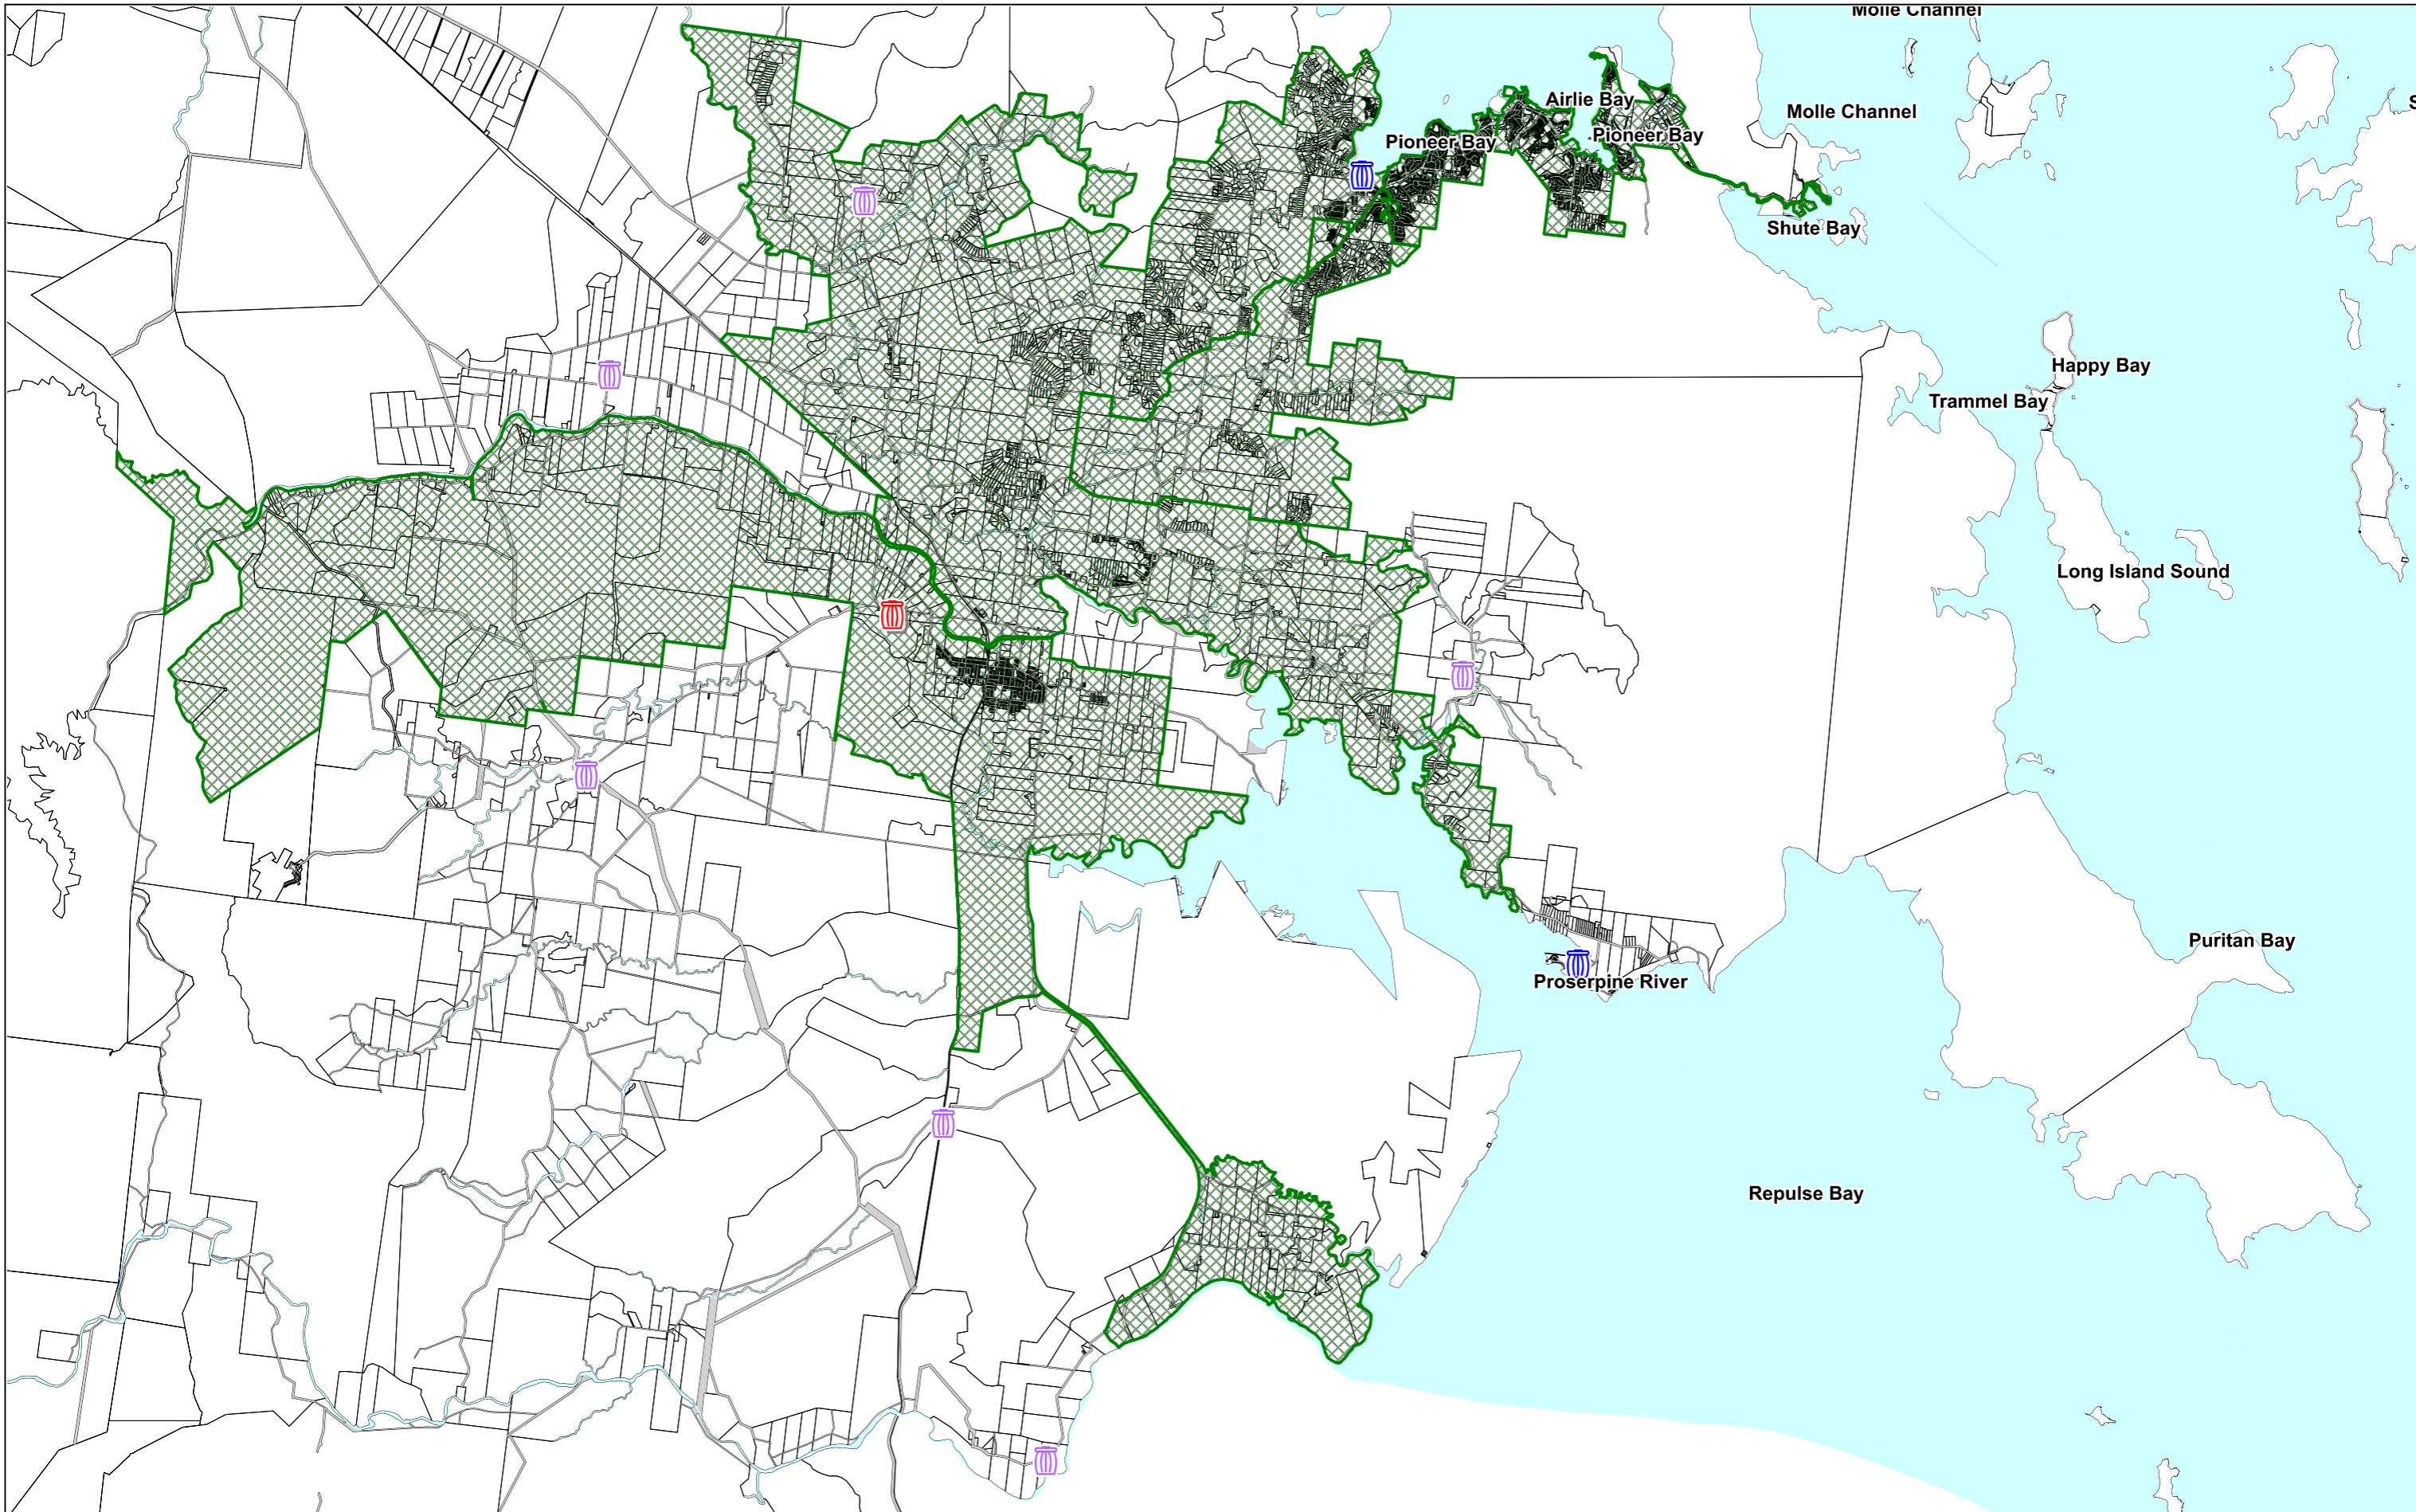 Molle Channel
Airlie Bay
Molle Channel
Pioneer Bay
Pioneer Bay
Shute Bay
Happy Bay
Trammel Bay
Long Island Sound
Puritan Bay
Proserpine River
Repulse Bay